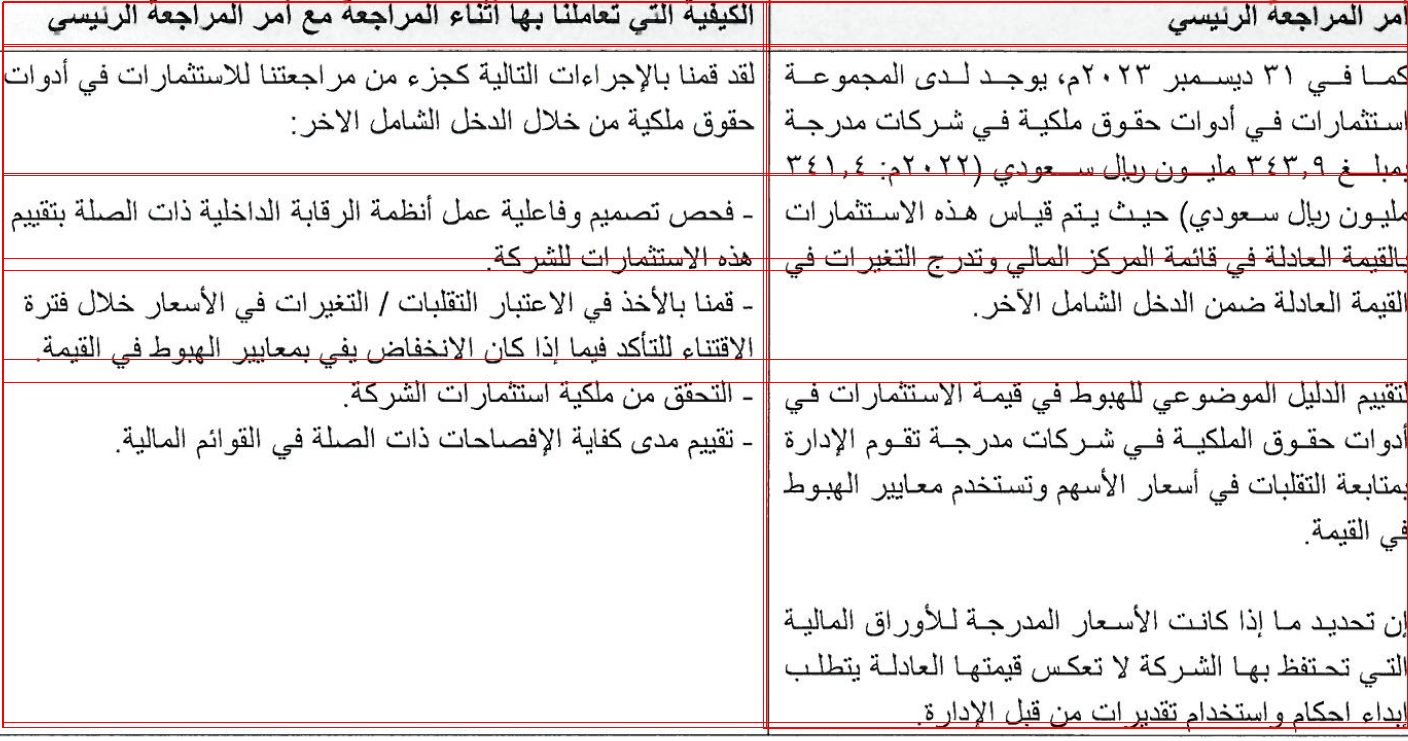 أمر المراجعة الرئيسي
كما في ٣١ ديسمبر ٢٠٢٣م، يوجد لدى المجموعة
استثمارات في أدوات حقوق ملكية في شركات مدرجة
بمبلغ ٣٤٣,٩ مليون ريال سعودي (٢٠٢٢م: ٣٤١,٤
مليون ريال سعودي) حيث يتم قياس هذه الاستثمارات
بالقيمة العادلة في قائمة المركز المالي وتدرج التغيرات في
القيمة العادلة ضمن الدخل الشامل الآخر.
لتقييم الدليل الموضوعي للهبوط في قيمة الاستثمارات في
أدوات حقوق الملكية في شركات مدرجة تقوم الإدارة
بمتابعة التقلبات في أسعار الأسهم وتستخدم معايير الهبوط
في القيمة.
إن تحديد ما إذا كانت الأسعار المدرجة للأوراق المالية
التي تحتفظ بها الشركة لا تعكس قيمتها العادلة يتطلب
إبداء احكام واستخدام تقديرات من قبل الإدارة.
الكيفية التي تعاملنا بها أثناء المراجعة مع أمر المراجعة الرئيسي
لقد قمنا بالإجراءات التالية كجزء من مراجعتنا للاستثمارات في أدوات
حقوق ملكية من خلال الدخل الشامل الاخر:
- فحص تصميم وفاعلية عمل أنظمة الرقابة الداخلية ذات الصلة بتقييم
هذه الاستثمارات للشركة.
- قمنا بالأخذ في الاعتبار التقلبات / التغيرات في الأسعار خلال فترة
الاقتناء للتأكد فيما إذا كان الانخفاض يفي بمعايير الهبوط في القيمة.
- التحقق من ملكية استثمارات الشركة.
- تقييم مدى كفاية الإفصاحات ذات الصلة في القوائم المالية.